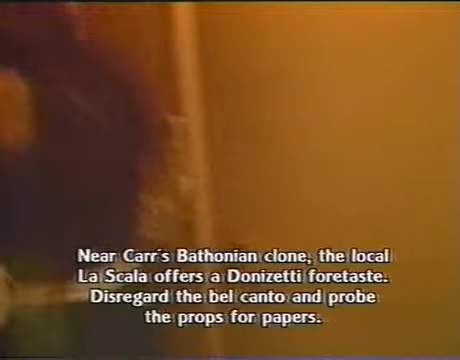 Near Carr's Bathonian clone, the local
La Scala offers a Donizetti foretaste.
Disregard the bel canto and probe
the props for papers.